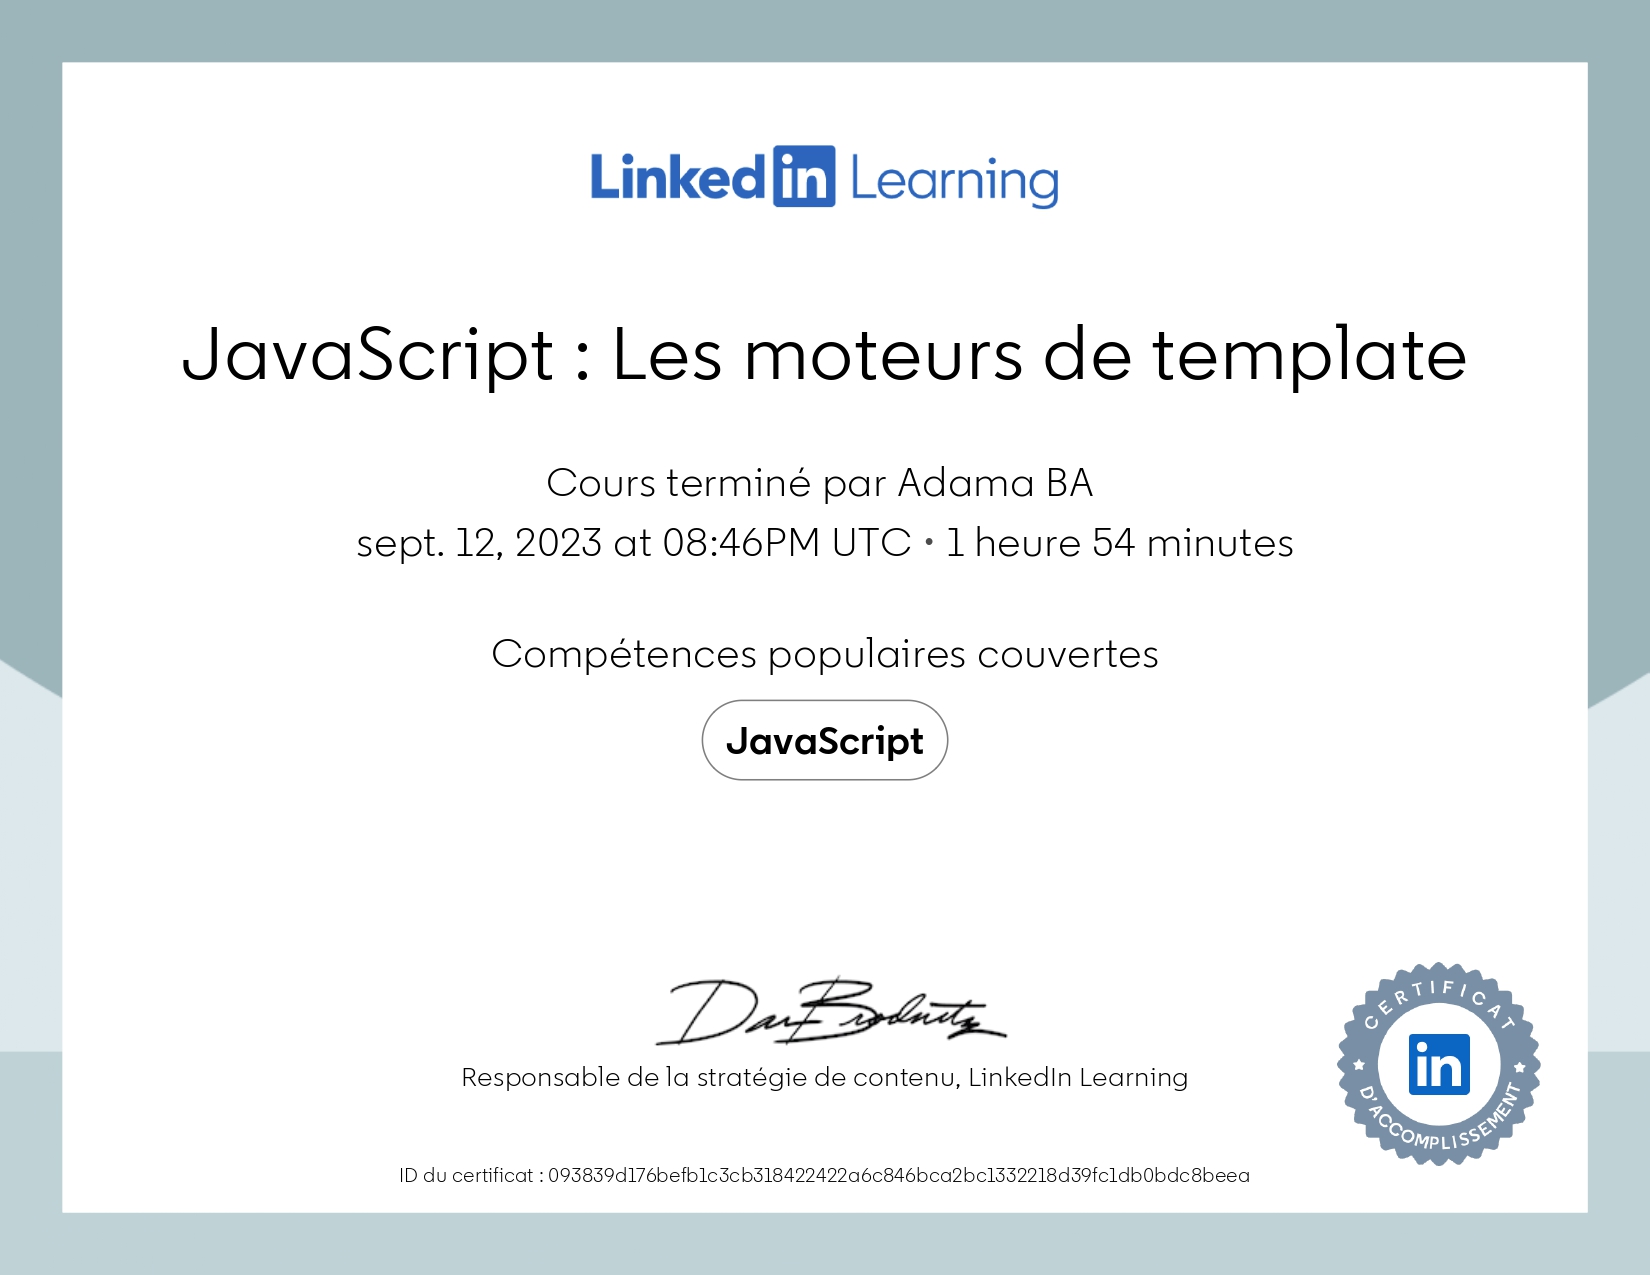 Linked in Learning
JavaScript : Les moteurs de template
Cours terminé par Adama BA
sept. 12, 2023 at 08:46PM UTC • 1 heure 54 minutes
Compétences populaires couvertes
JavaScript
Dan Brodnitz
Responsable de la stratégie de contenu, LinkedIn Learning
CERTIFICAT
in
D'ACCOMPLISSEMENT
ID du certificat : 093839d176befb1c3cb318422422a6c846bca2bc1332218d39fc1db0bdc8beea